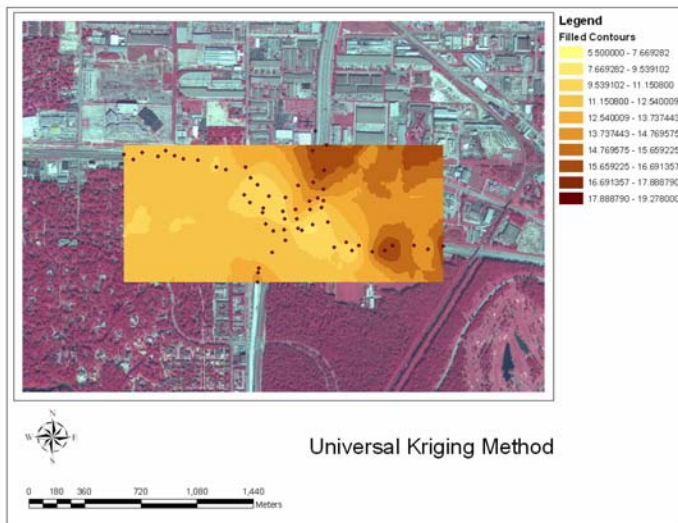 Legend
Filled Contours
5.500000 - 7.669282
7.669282 - 9.539102
9.539102 - 11.150800
11.150800 - 12.540009
12.540009 - 13.737443
13.737443 - 14.769575
14.769575 - 15.659225
15.659225 - 16.691357
16.691357 - 17.888790
17.888790 - 19.278000
N
W E
S
Universal Kriging Method
0 180 360 720 1,080 1,440
Meters